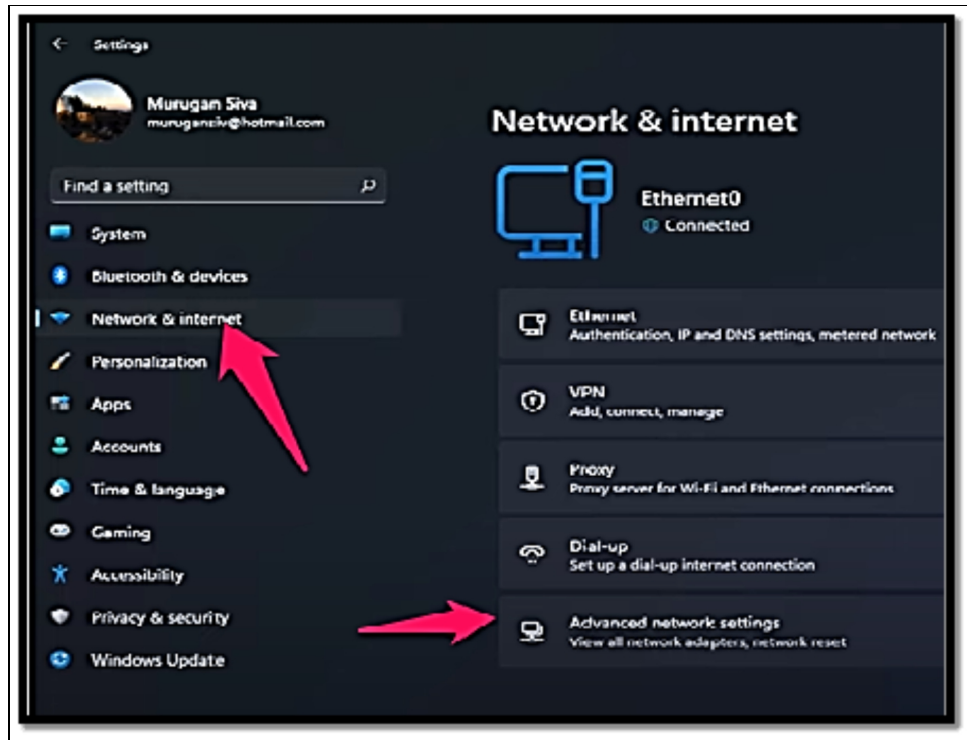 Settings
Murugan Siva
murugansiv@hotmail.com
Find a setting
System
Bluetooth & devices
Network & internet
Personalization
Apps
Accounts
Time & language
Gaming
Accessibility
Privacy & security
Windows Update
Network & internet
Ethernet0
Connected
Ethernet
Authentication, IP and DNS settings, metered network
VPN
Add, connect, manage
Proxy
Proxy server for Wi-Fi and Ethernet connections
Dial-up
Set up a dial-up internet connection
Advanced network settings
View all network adapters, network reset